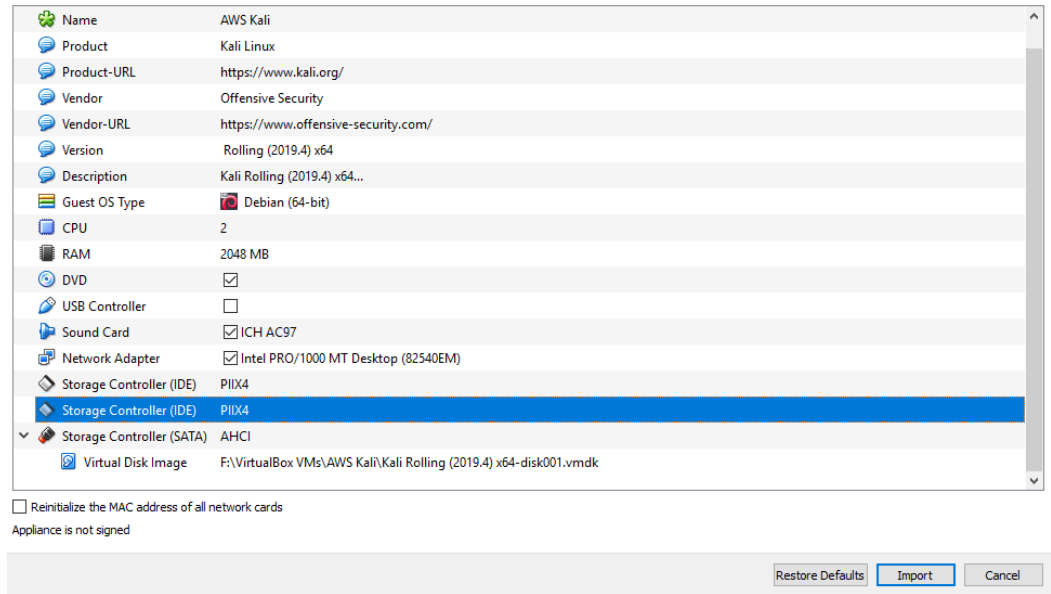 Name AWS Kali
Product Kali Linux
Product-URL https://www.kali.org/
Vendor Offensive Security
Vendor-URL https://www.offensive-security.com/
Version Rolling (2019.4) x64
Description Kali Rolling (2019.4) x64...
Guest OS Type Debian (64-bit)
CPU 2
RAM 2048 MB
DVD
USB Controller
Sound Card ICH AC97
Network Adapter Intel PRO/1000 MT Desktop (82540EM)
Storage Controller (IDE) PIIX4
Storage Controller (IDE) PIIX4
Storage Controller (SATA) AHCI
Virtual Disk Image F:\VirtualBox VMs\AWS Kali\Kali Rolling (2019.4) x64-disk001.vmdk
Reinitialize the MAC address of all network cards
Appliance is not signed
Restore Defaults Import Cancel